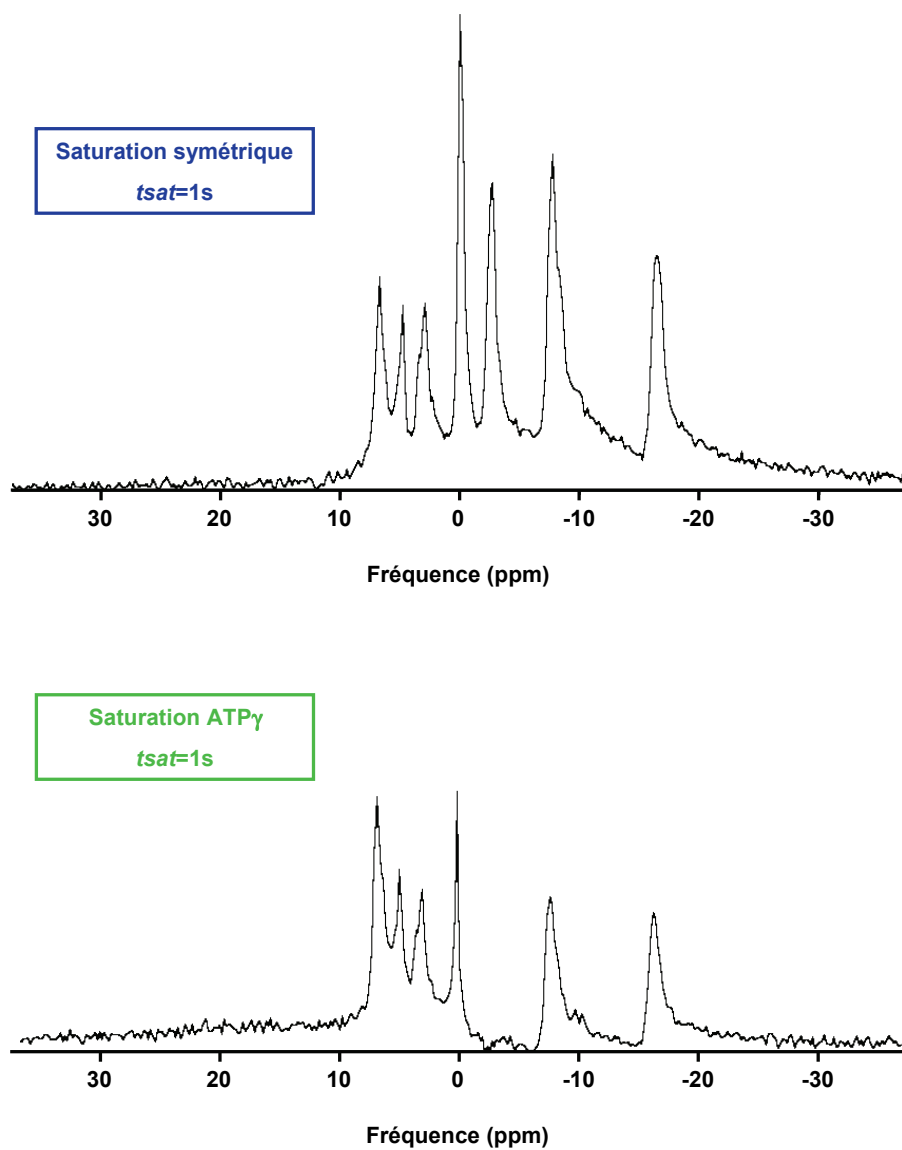 Saturation symétrique
tsat=1s
30 20 10 0 -10 -20 -30
Fréquence (ppm)
Saturation ATPγ
tsat=1s
30 20 10 0 -10 -20 -30
Fréquence (ppm)